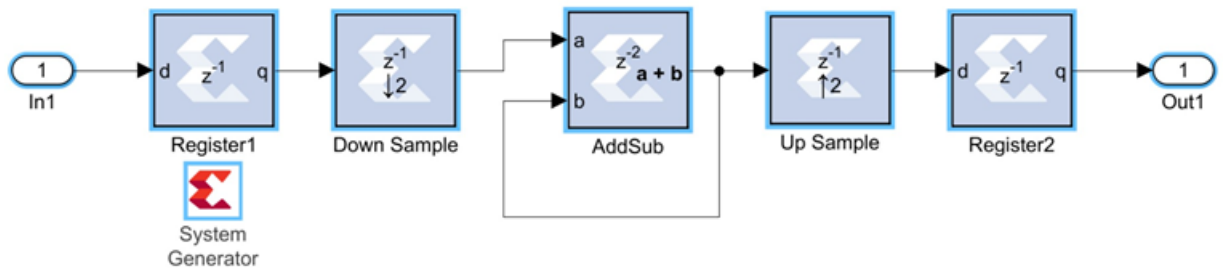 1
In1
d
z-1
q
Register1
z-1
↓2
Down Sample
a
b
z-2
a + b
AddSub
z-1
↑2
Up Sample
d
z-1
q
Register2
1
Out1
System
Generator